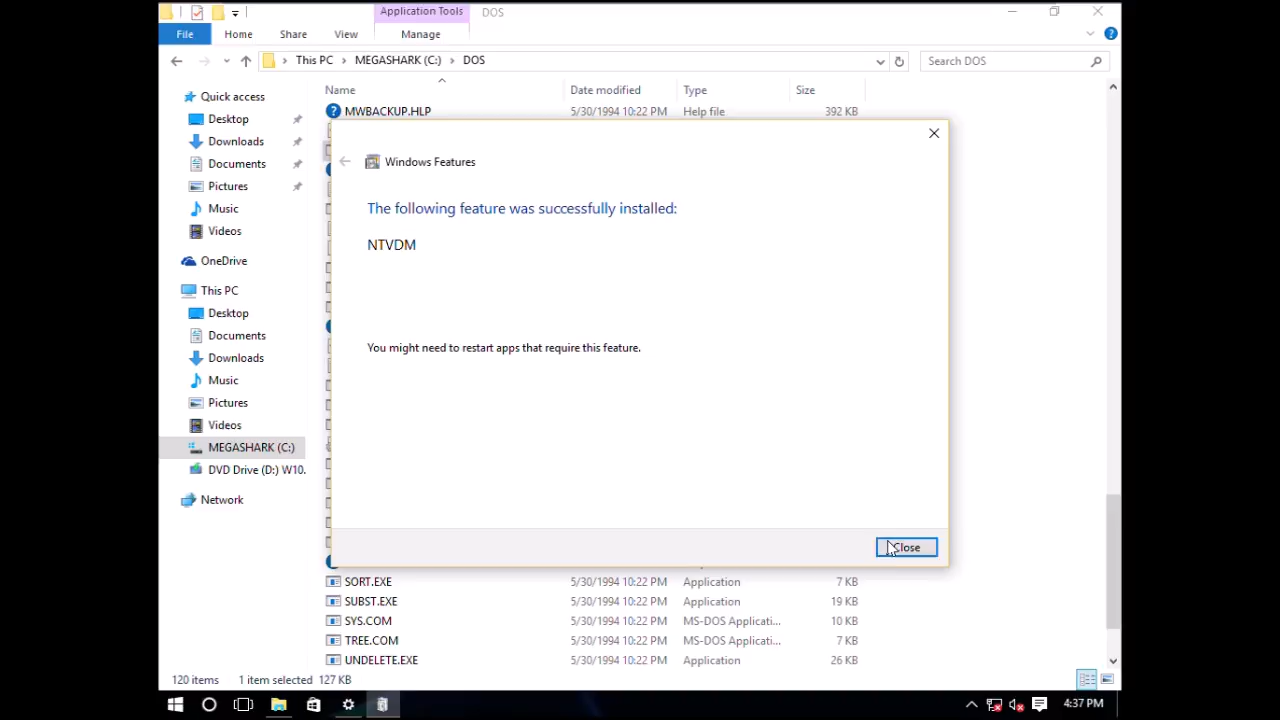 Application Tools DOS
File Home Share View Manage
This PC MEGASHARK (C:) DOS Search DOS
Name Date modified Type Size
Quick access
Desktop
Downloads
Documents
Pictures
Music
Videos
OneDrive
This PC
Desktop
Documents
Downloads
Music
Pictures
Videos
MEGASHARK (C:)
DVD Drive (D:) W10.
Network
MWBACKUP.HLP 5/30/1994 10:22 PM Help file 392 KB
Windows Features
The following feature was successfully installed:
NTVDM
You might need to restart apps that require this feature.
Close
SORT.EXE 5/30/1994 10:22 PM Application 7 KB
SUBST.EXE 5/30/1994 10:22 PM Application 19 KB
SYS.COM 5/30/1994 10:22 PM MS-DOS Applicati... 10 KB
TREE.COM 5/30/1994 10:22 PM MS-DOS Applicati... 7 KB
UNDELETE.EXE 5/30/1994 10:22 PM Application 26 KB
120 items 1 item selected 127 KB
4:37 PM